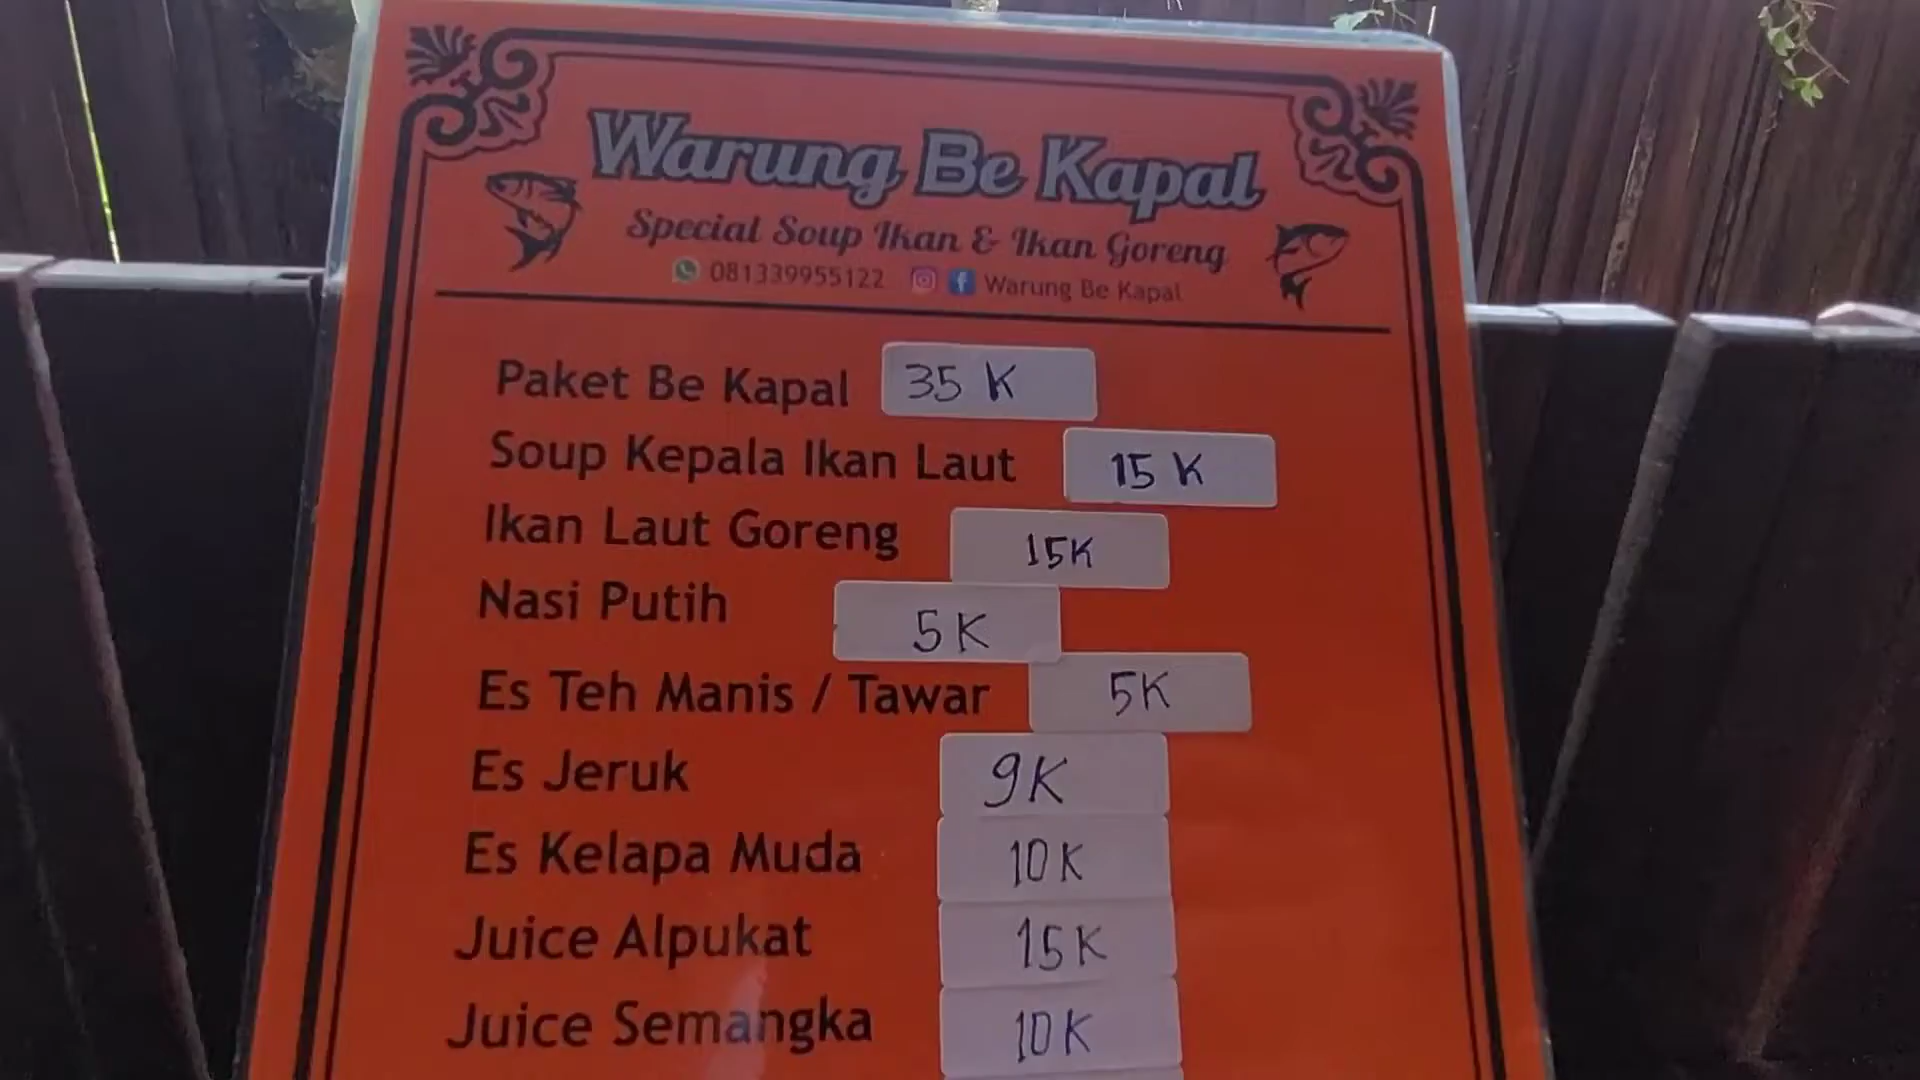 Warung Be Kapal
Special Soup Ikan & Ikan Goreng
081339955122 Warung Be Kapal
Paket Be Kapal 35 K
Soup Kepala Ikan Laut 15 K
Ikan Laut Goreng 15K
Nasi Putih 5K
Es Teh Manis / Tawar 5K
Es Jeruk 9K
Es Kelapa Muda 10K
Juice Alpukat 15K
Juice Semangka 10K